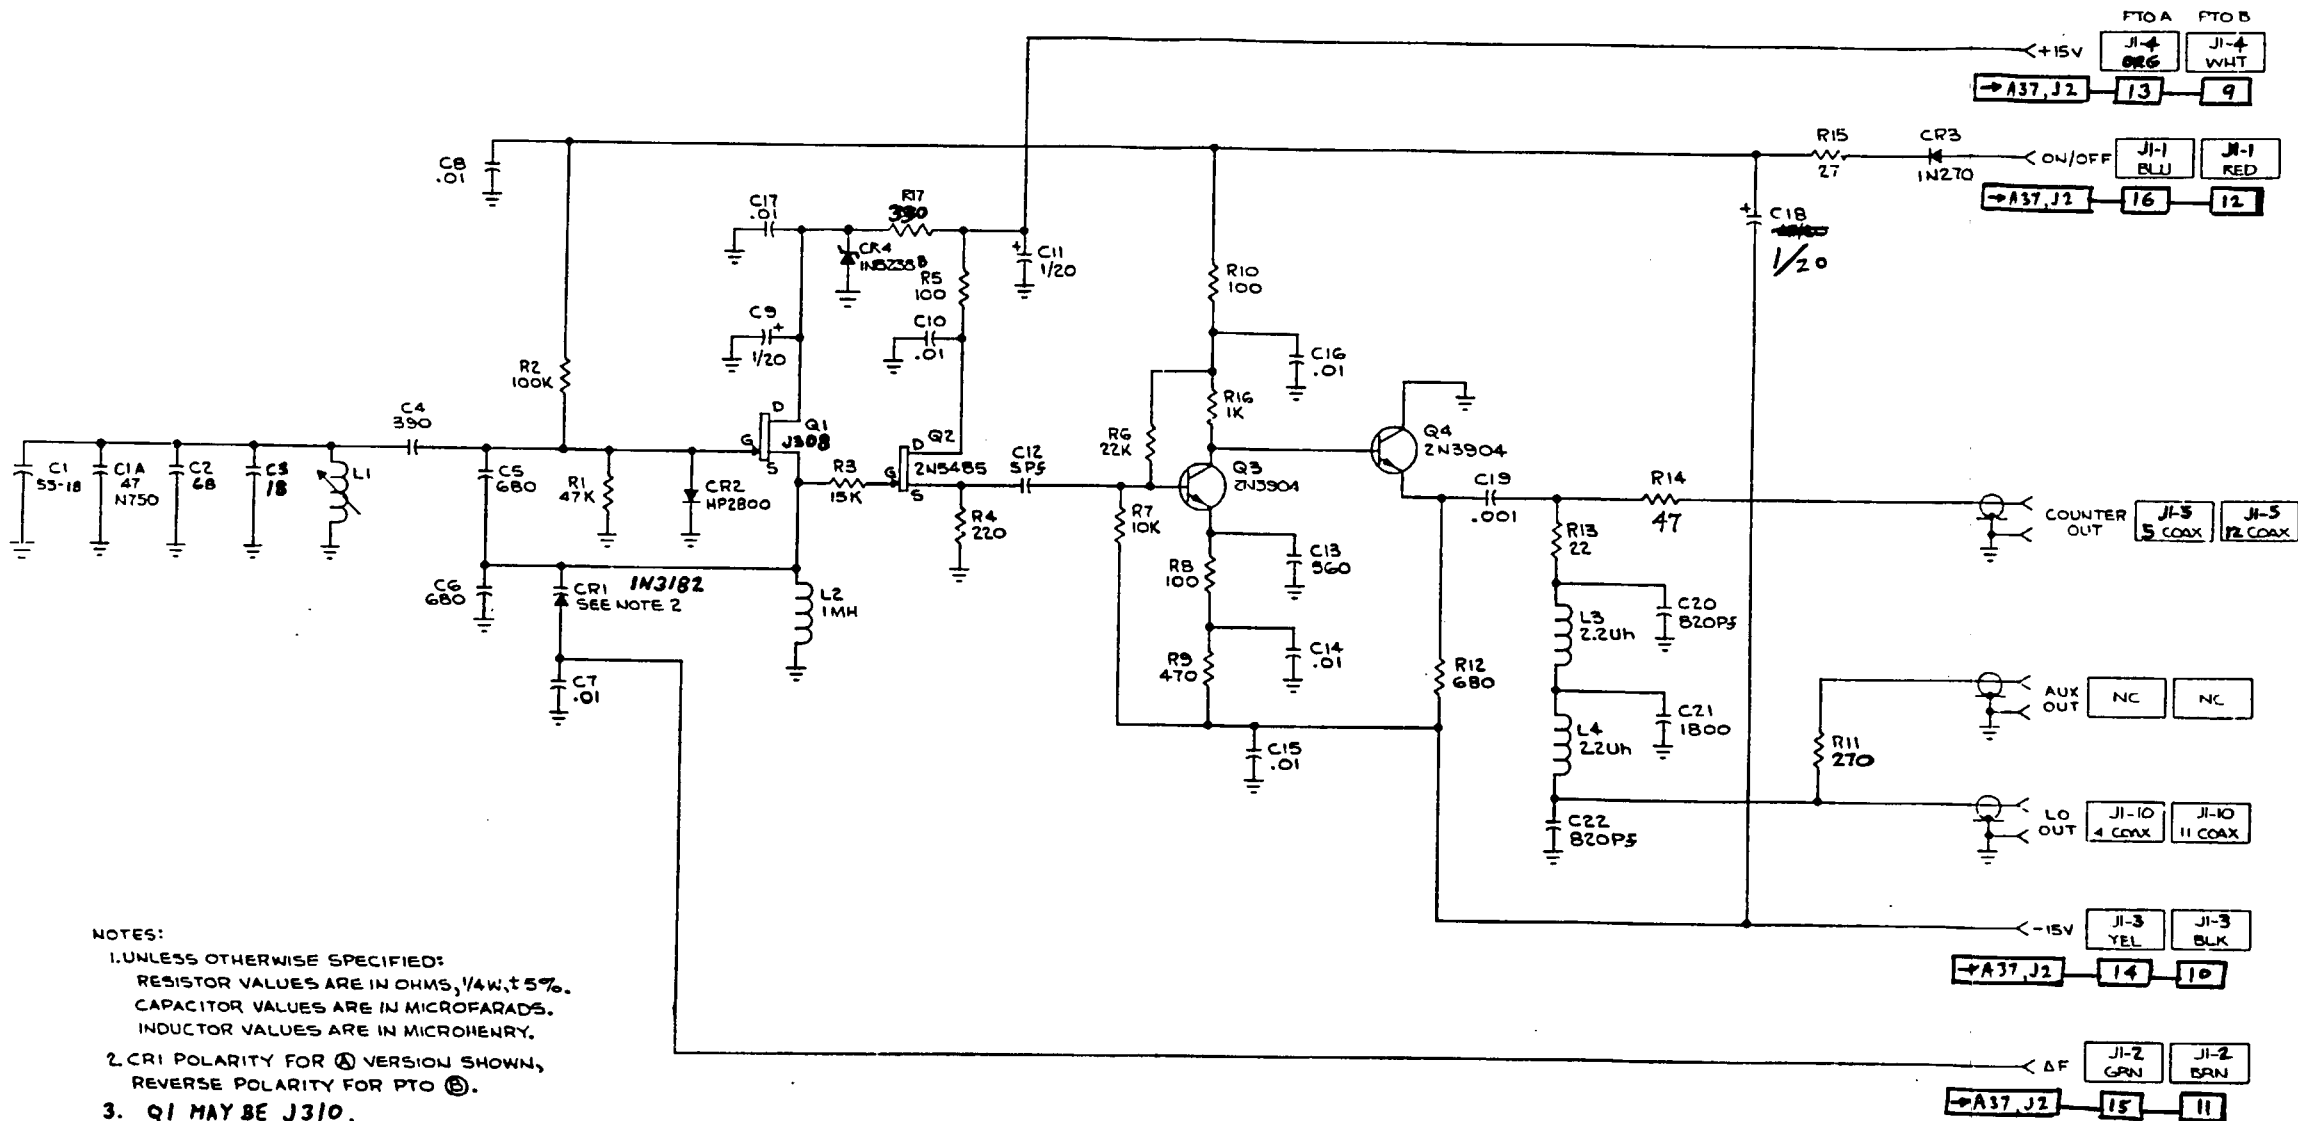 PTO A PTO B
+15V J1-4 ORG J1-4 WHT
→A37, J2 13 9
ON/OFF J1-1 BLU J1-1 RED
→A37, J2 16 12
R15
27
CR3
1N270
C8
.01
C17
.01
R17
390
CR4
C11
1/20
R5
100
C18
1/20
R10
100
C9
1/20
C10
.01
C16
.01
R2
100K
R16
1K
C4
390
D
G
S
Q1
J308
R6
22K
Q4
2N3904
C1
C1A
47
N750
C2
68
C3
18
L1
C5
680
R1
47K
CR2
HP2800
R3
15K
D
G
S
Q2
2N5485
C12
5Pf
Q3
2N3904
C19
.001
R14
47
R4
220
R7
10K
R13
22
COUNTER
OUT
J1-5
5 COAX
J1-5
12 COAX
C13
560
R8
100
C6
680
CR1
1N3182
SEE NOTE 2
L2
1MH
L3
2.2Uh
C20
820Pf
C14
.01
R9
470
R12
680
C7
.01
AUX
OUT
NC
NC
C21
1800
L4
2.2Uh
R11
270
C15
.01
LO
OUT
J1-10
4 COAX
J1-10
11 COAX
C22
820Pf
-15V J1-3 YEL J1-3 BLK
→A37, J2 14 10
ΔF J1-2 GRN J1-2 BRN
→A37, J2 15 11
NOTES:
1. UNLESS OTHERWISE SPECIFIED:
RESISTOR VALUES ARE IN OHMS, 1/4W, ±5%.
CAPACITOR VALUES ARE IN MICROFARADS.
INDUCTOR VALUES ARE IN MICROHENRY.
2. CR1 POLARITY FOR Ⓐ VERSION SHOWN,
REVERSE POLARITY FOR PTO Ⓑ.
3. Q1 MAY BE J310.